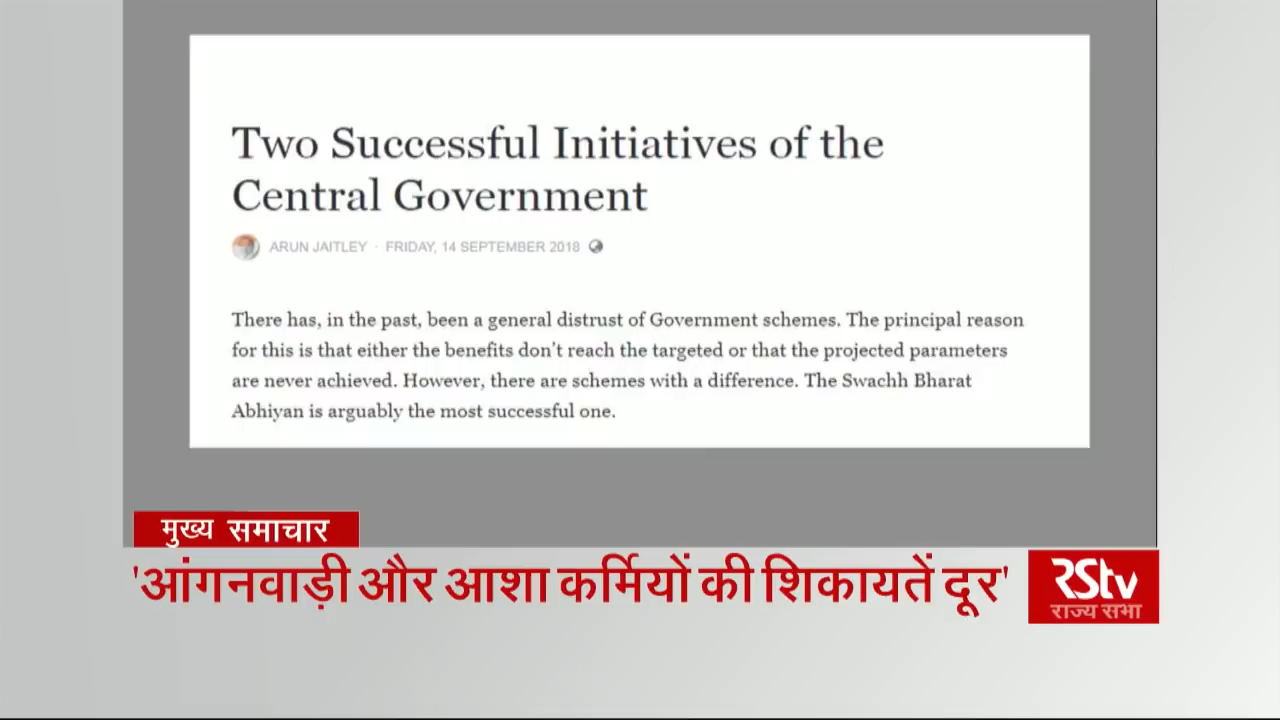 Two Successful Initiatives of the
Central Government
ARUN JAITLEY · FRIDAY, 14 SEPTEMBER 2018
There has, in the past, been a general distrust of Government schemes. The principal reason
for this is that either the benefits don't reach the targeted or that the projected parameters
are never achieved. However, there are schemes with a difference. The Swachh Bharat
Abhiyan is arguably the most successful one.
मुख्य समाचार
'आंगनवाड़ी और आशा कर्मियों की शिकायतें दूर'
RStv
राज्य सभा